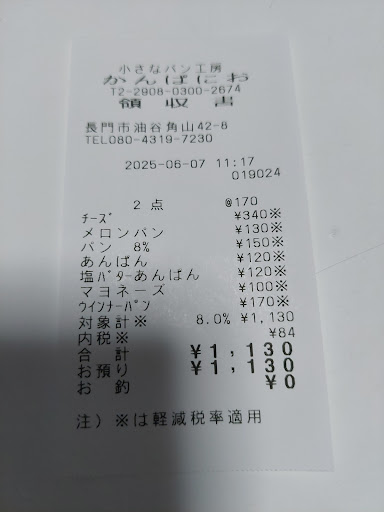 小さなパン工房
かんぱにお
T2-2908-0300-2674
領収書
長門市油谷角山42-8
TEL080-4319-7230
2025-06-07 11:17
019024
2点 @170
チーズ ¥340※
メロンパン ¥130※
パン 8% ¥150※
あんぱん ¥120※
塩バターあんぱん ¥120※
マヨネーズ ¥100※
ウインナーパン ¥170※
対象計※ 8.0% ¥1,130
内税※ ¥84
合計 ¥1,130
お預り ¥1,130
お釣 ¥0
注)※は軽減税率適用